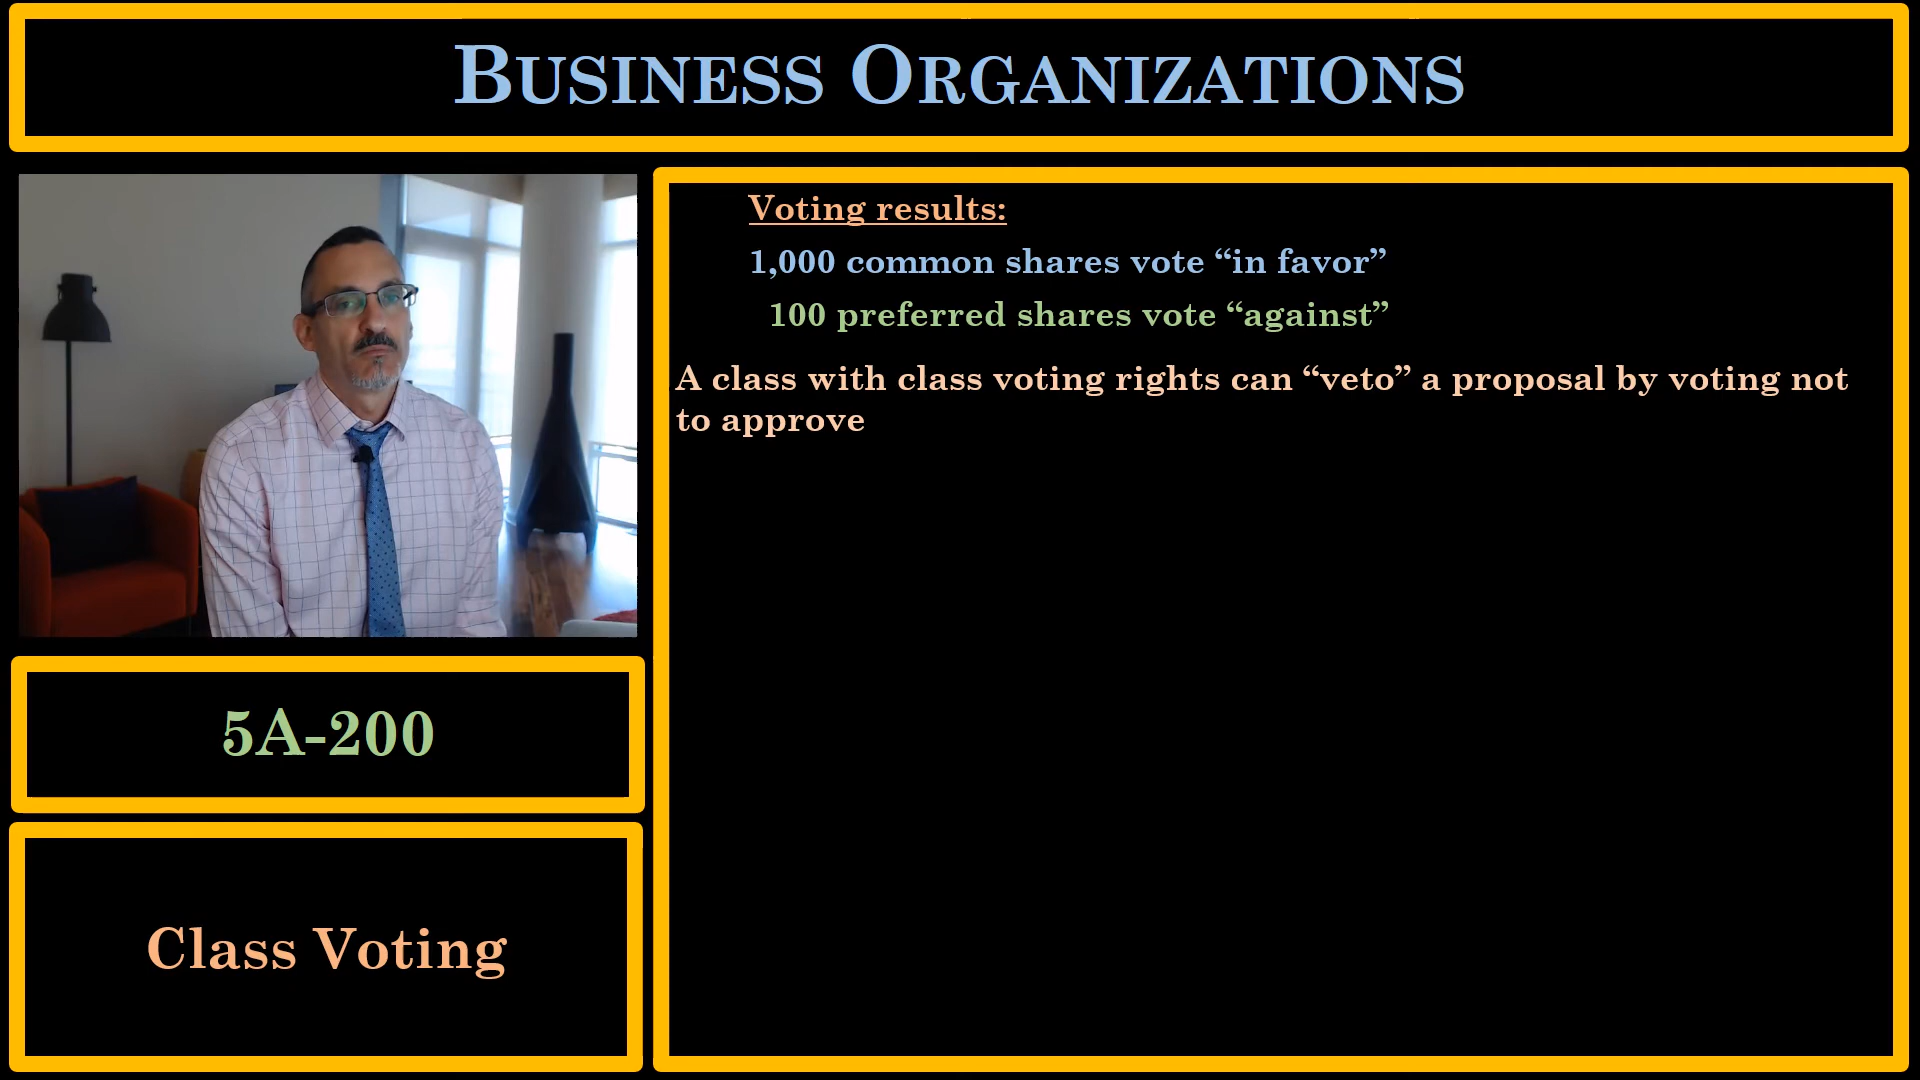 Business Organizations
Voting results:
1,000 common shares vote “in favor”
100 preferred shares vote “against”
A class with class voting rights can “veto” a proposal by voting not
to approve
5A-200
Class Voting